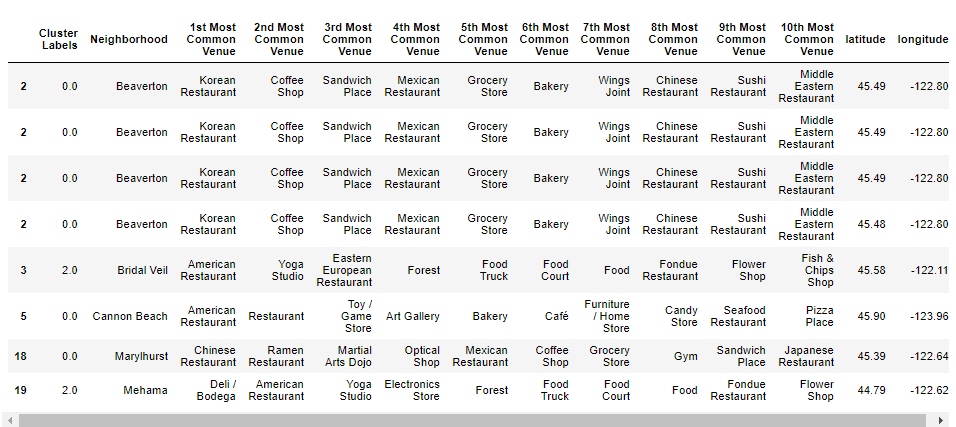 Cluster Labels Neighborhood 1st Most Common Venue 2nd Most Common Venue 3rd Most Common Venue 4th Most Common Venue 5th Most Common Venue 6th Most Common Venue 7th Most Common Venue 8th Most Common Venue 9th Most Common Venue 10th Most Common Venue latitude longitude
2 0.0 Beaverton Korean Restaurant Coffee Shop Sandwich Place Mexican Restaurant Grocery Store Bakery Wings Joint Chinese Restaurant Sushi Restaurant Middle Eastern Restaurant 45.49 -122.80
2 0.0 Beaverton Korean Restaurant Coffee Shop Sandwich Place Mexican Restaurant Grocery Store Bakery Wings Joint Chinese Restaurant Sushi Restaurant Middle Eastern Restaurant 45.49 -122.80
2 0.0 Beaverton Korean Restaurant Coffee Shop Sandwich Place Mexican Restaurant Grocery Store Bakery Wings Joint Chinese Restaurant Sushi Restaurant Middle Eastern Restaurant 45.49 -122.80
2 0.0 Beaverton Korean Restaurant Coffee Shop Sandwich Place Mexican Restaurant Grocery Store Bakery Wings Joint Chinese Restaurant Sushi Restaurant Middle Eastern Restaurant 45.48 -122.80
3 2.0 Bridal Veil American Restaurant Yoga Studio Eastern European Restaurant Forest Food Truck Food Court Food Fondue Restaurant Flower Shop Fish & Chips Shop 45.58 -122.11
5 0.0 Cannon Beach American Restaurant Restaurant Toy / Game Store Art Gallery Bakery Café Furniture / Home Store Candy Store Seafood Restaurant Pizza Place 45.90 -123.96
18 0.0 Marylhurst Chinese Restaurant Ramen Restaurant Martial Arts Dojo Optical Shop Mexican Restaurant Coffee Shop Grocery Store Gym Sandwich Place Japanese Restaurant 45.39 -122.64
19 2.0 Mehama Deli / Bodega American Restaurant Yoga Studio Electronics Store Forest Food Truck Food Court Food Fondue Restaurant Flower Shop 44.79 -122.62